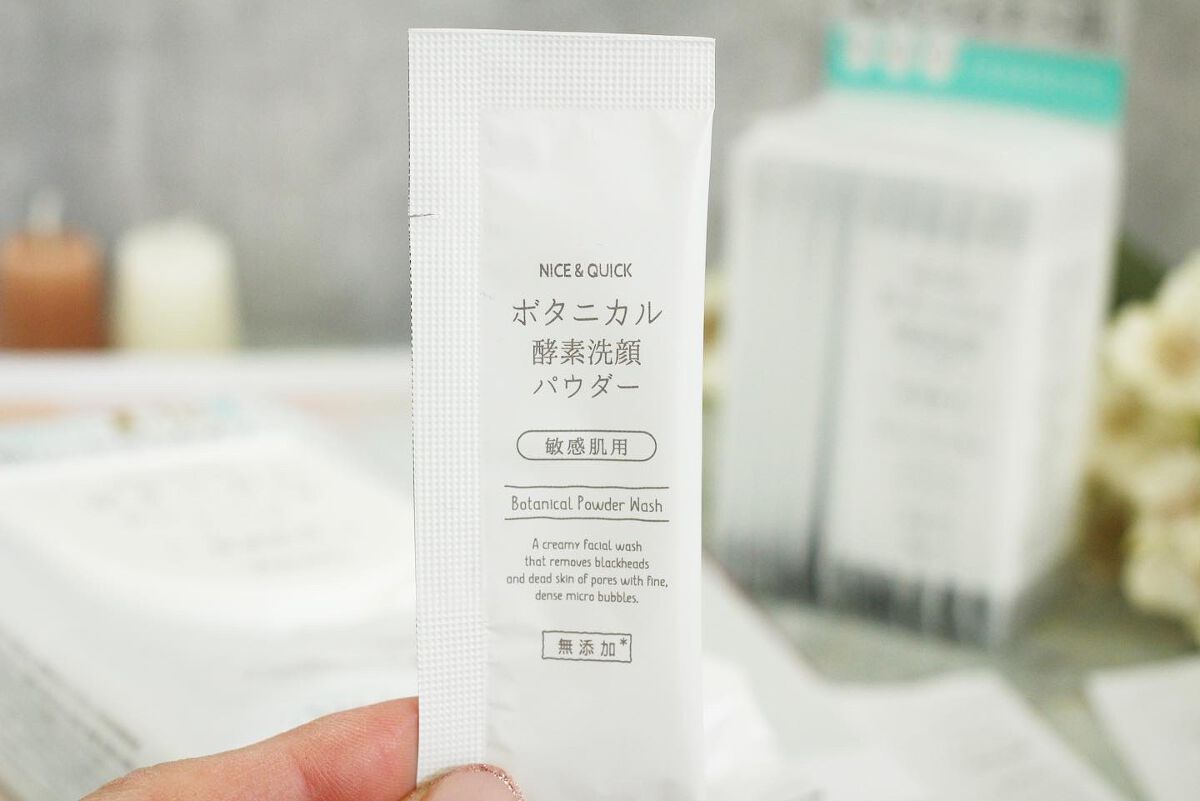 NICE & QUICK
ボタニカル
酵素洗顔
パウダー
敏感肌用
Botanical Powder Wash
A creamy facial wash
that removes blackheads
and dead skin of pores with fine,
dense micro bubbles.
無添加*